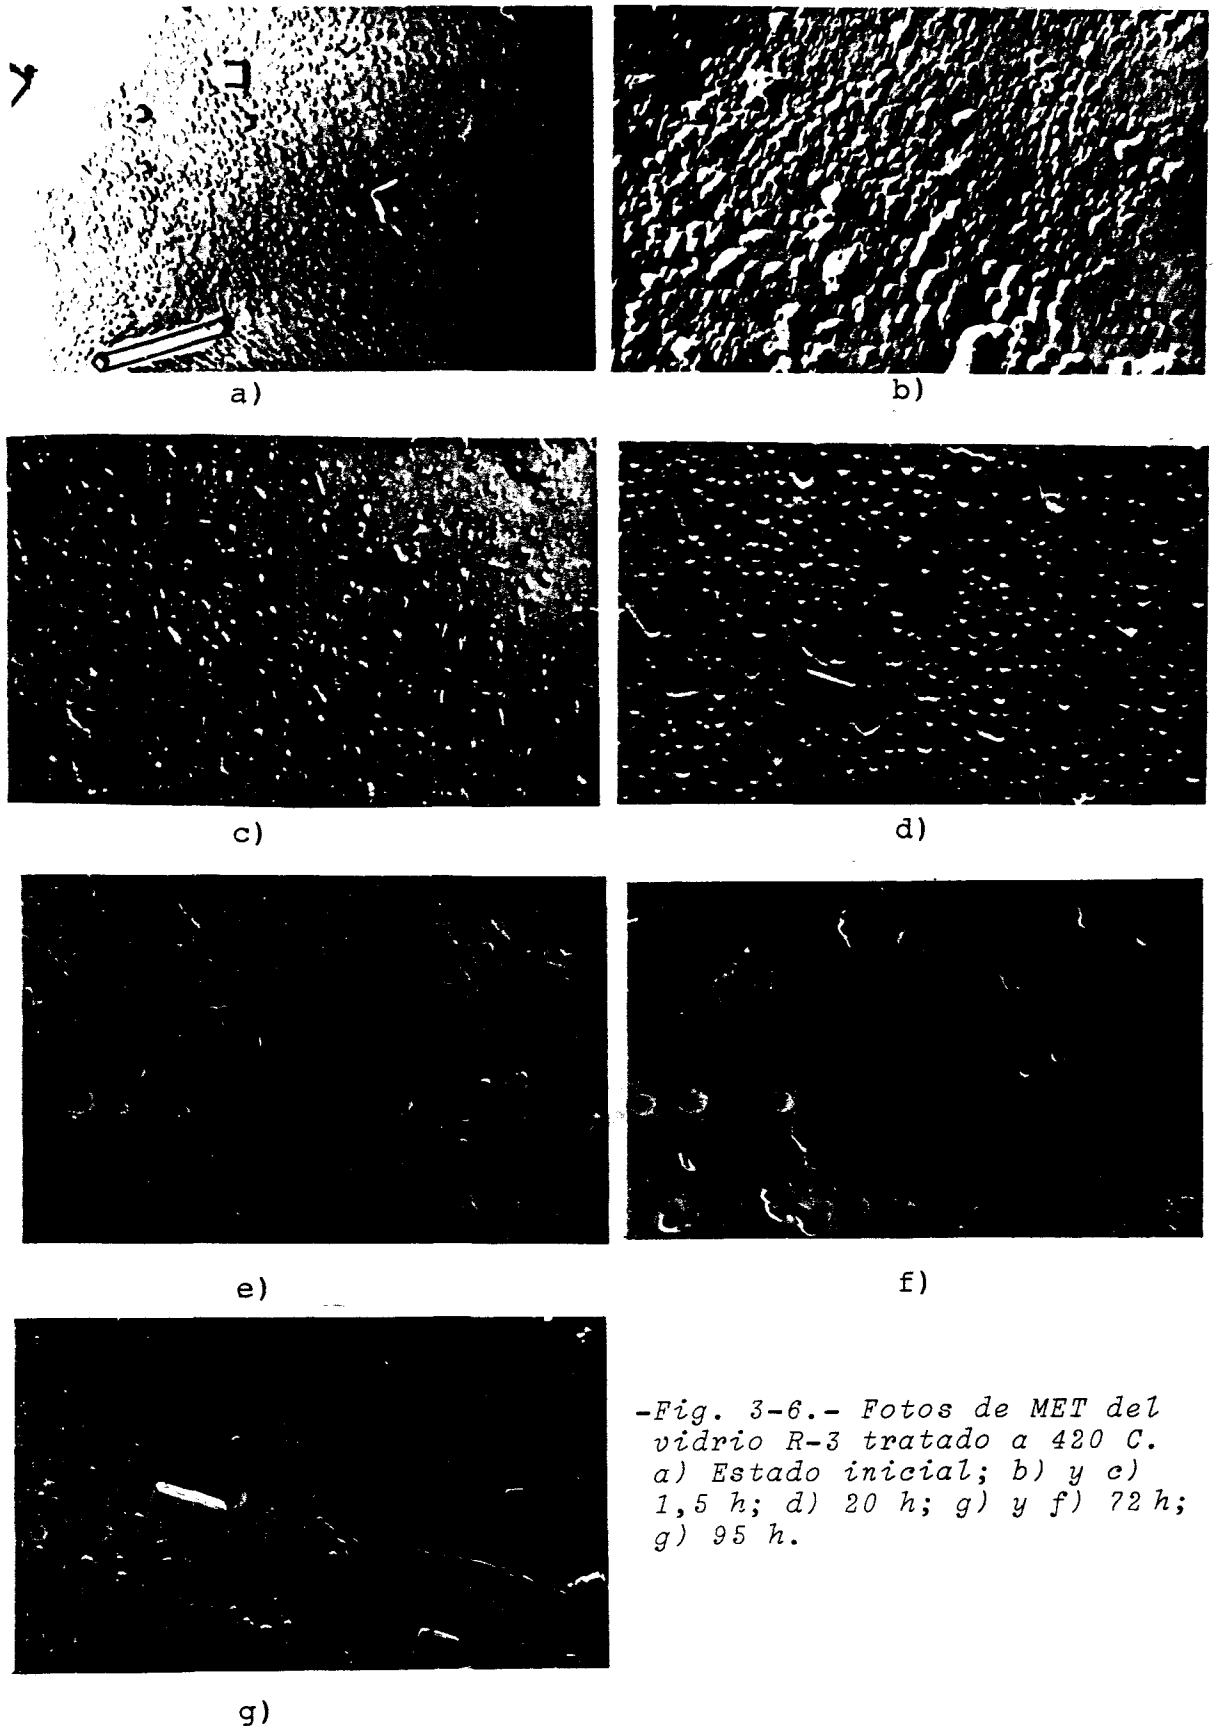 a)
b)
c)
d)
e)
f)
g)
-Fig. 3-6.- Fotos de MET del
vidrio R-3 tratado a 420 C.
a) Estado inicial; b) y c)
1,5 h; d) 20 h; g) y f) 72 h;
g) 95 h.